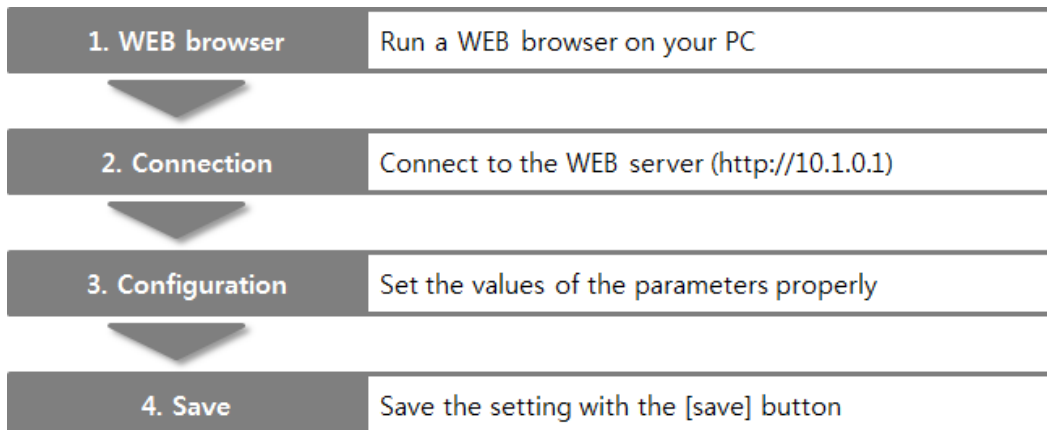 1. WEB browser
Run a WEB browser on your PC
2. Connection
Connect to the WEB server (http://10.1.0.1)
3. Configuration
Set the values of the parameters properly
4. Save
Save the setting with the [save] button